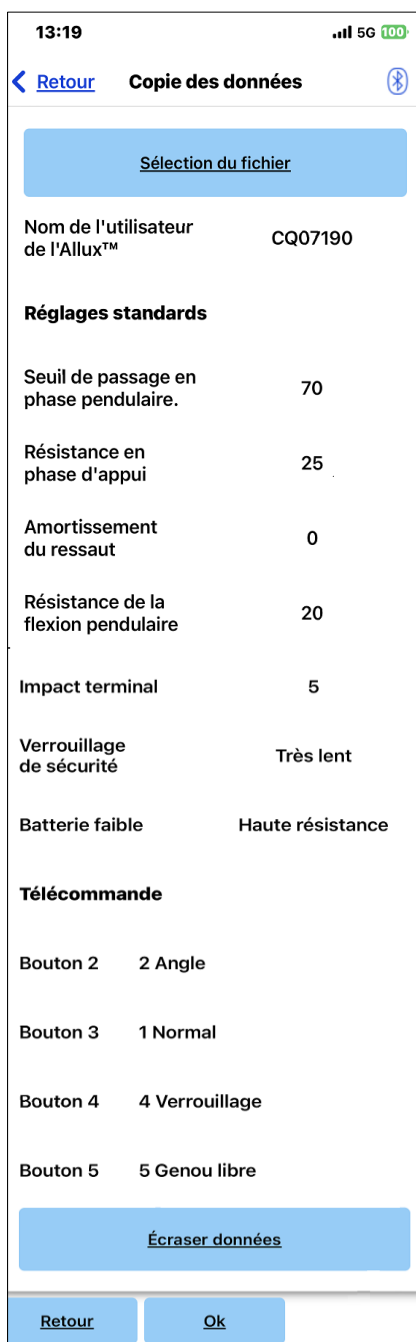 13:19 5G 100
Retour Copie des données
Sélection du fichier
Nom de l'utilisateur
de l'Allux™ CQ07190
Réglages standards
Seuil de passage en
phase pendulaire. 70
Résistance en
phase d'appui 25
Amortissement
du ressaut 0
Résistance de la
flexion pendulaire 20
Impact terminal 5
Verrouillage
de sécurité Très lent
Batterie faible Haute résistance
Télécommande
Bouton 2 2 Angle
Bouton 3 1 Normal
Bouton 4 4 Verrouillage
Bouton 5 5 Genou libre
Écraser données
Retour Ok